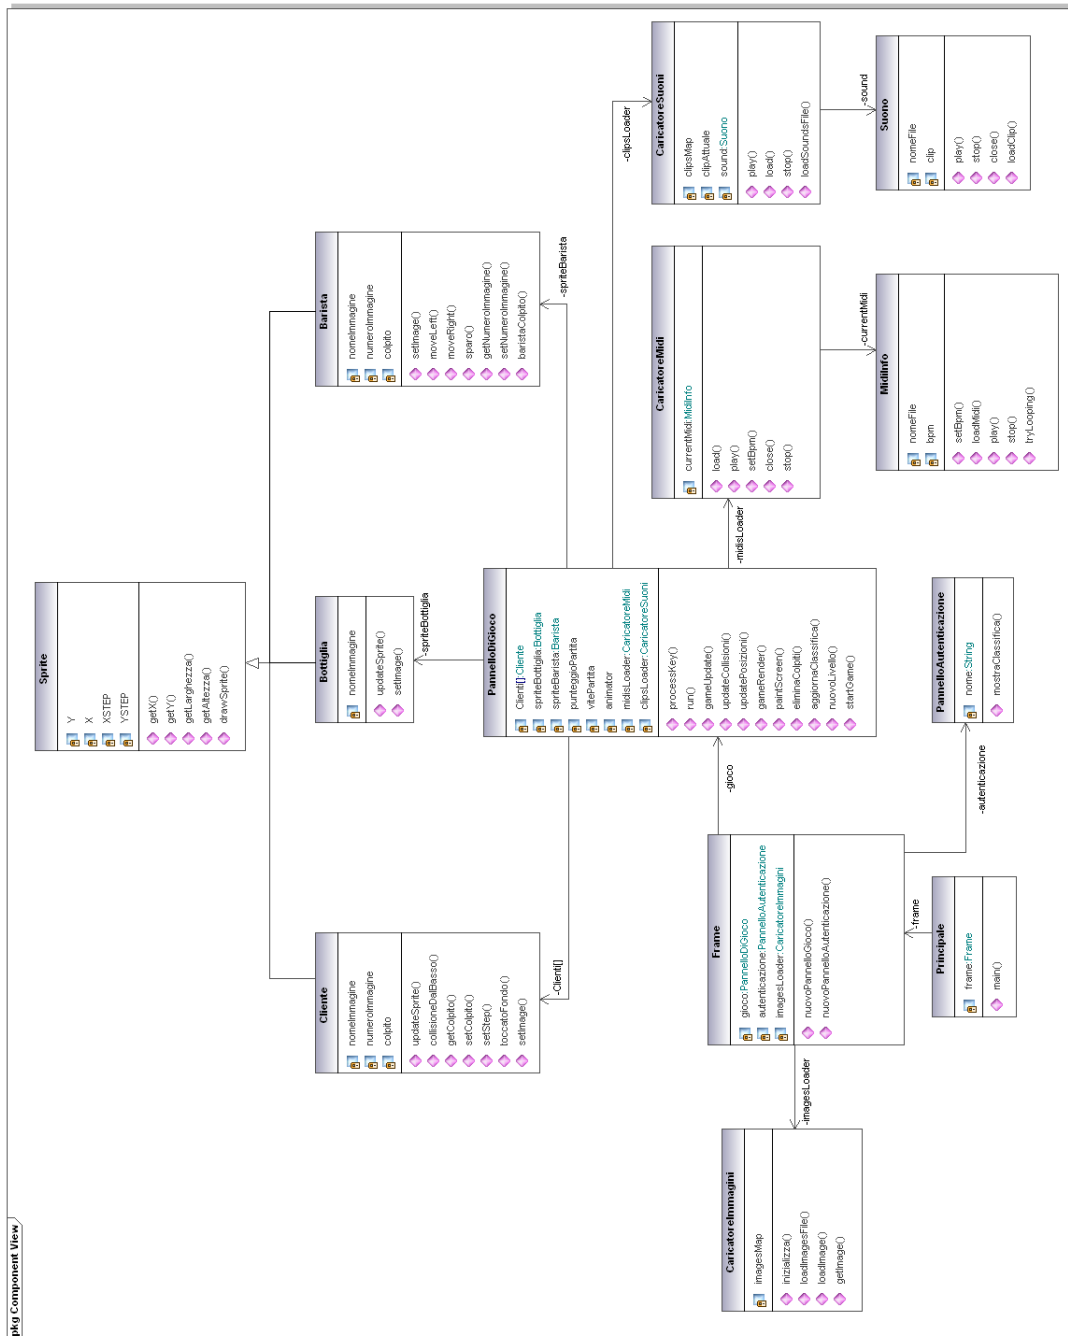 pkg Component View
Sprite
Y
X
XSTEP
YSTEP
getX()
getY()
getLarghezza()
getAltezza()
drawSprite()
Cliente
nomeImmagine
numeroImmagine
colpito
updateSprite()
collisioneDalBasso()
getColpito()
setColpito()
setStep()
toccatoFondo()
setImage()
Bottiglia
nomeImmagine
updateSprite()
setImage()
Barista
nomeImmagine
numeroImmagine
colpito
setImage()
moveLeft()
moveRight()
sparo()
getNumeroImmagine()
setNumeroImmagine()
baristaColpito()
-Clienti[]
-spriteBottiglia
-spriteBarista
-clipsLoader
PannelloDiGioco
Clienti[]:Cliente
spriteBottiglia:Bottiglia
spriteBarista:Barista
punteggioPartita
vitePartita
animator
midisLoader:CaricatoreMidi
clipsLoader:CaricatoreSuoni
processKey()
run()
gameUpdate()
updateCollisioni()
updatePosizioni()
gameRender()
paintScreen()
eliminaColpiti()
aggiornaClassifica()
nuovoLivello()
startGame()
-midisLoader
CaricatoreMidi
currentMidi:MidiInfo
load()
play()
setBpm()
close()
stop()
CaricatoreSuoni
clipsMap
clipAttuale
sound:Suono
play()
load()
stop()
loadSoundsFile()
-currentMidi
-sound
MidiInfo
nomeFile
bpm
setBpm()
loadMidi()
play()
stop()
tryLooping()
Suono
nomeFile
clip
play()
stop()
close()
loadClip()
-gioco
Frame
gioco:PannelloDiGioco
autenticazione:PannelloAutenticazione
imagesLoader:CaricatoreImmagini
nuovoPannelloGioco()
nuovoPannelloAutenticazione()
-imagesLoader
CaricatoreImmagini
imagesMap
inizializza()
loadImagesFile()
loadImage()
getImage()
-frame
-autenticazione
Principale
frame:Frame
main()
PannelloAutenticazione
nome:String
mostraClassifica()